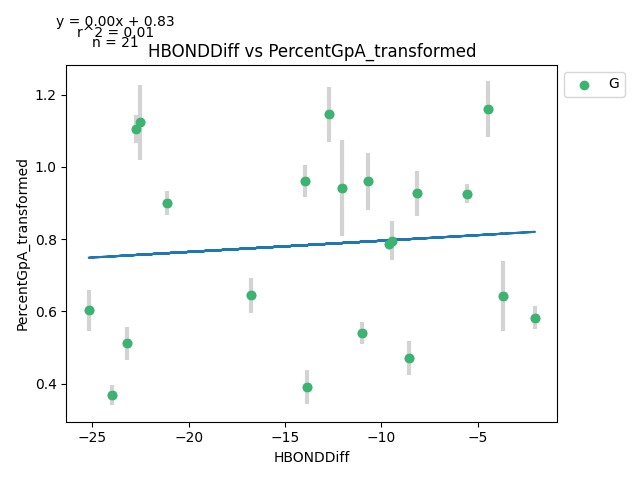 y = 0.00x + 0.83
r^2 = 0.01
n = 21
HBONDDiff vs PercentGpA_transformed
G
PercentGpA_transformed
1.2
1.0
0.8
0.6
0.4
−25
−20
−15
−10
−5
HBONDDiff